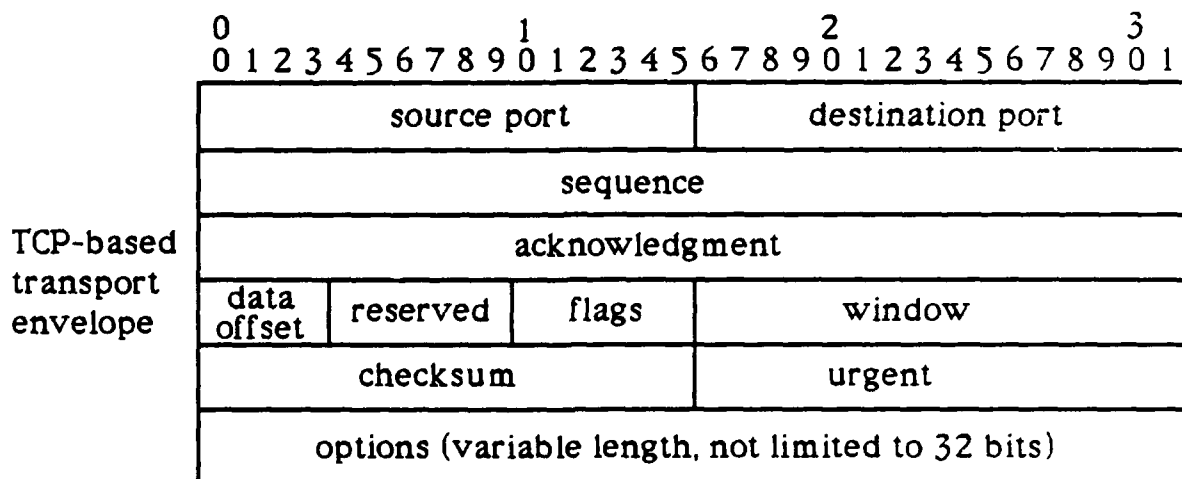 0 1 2 3
0 1 2 3 4 5 6 7 8 9 0 1 2 3 4 5 6 7 8 9 0 1 2 3 4 5 6 7 8 9 0 1
source port destination port
sequence
acknowledgment
TCP-based
transport
envelope
data
offset
reserved flags window
checksum urgent
options (variable length, not limited to 32 bits)